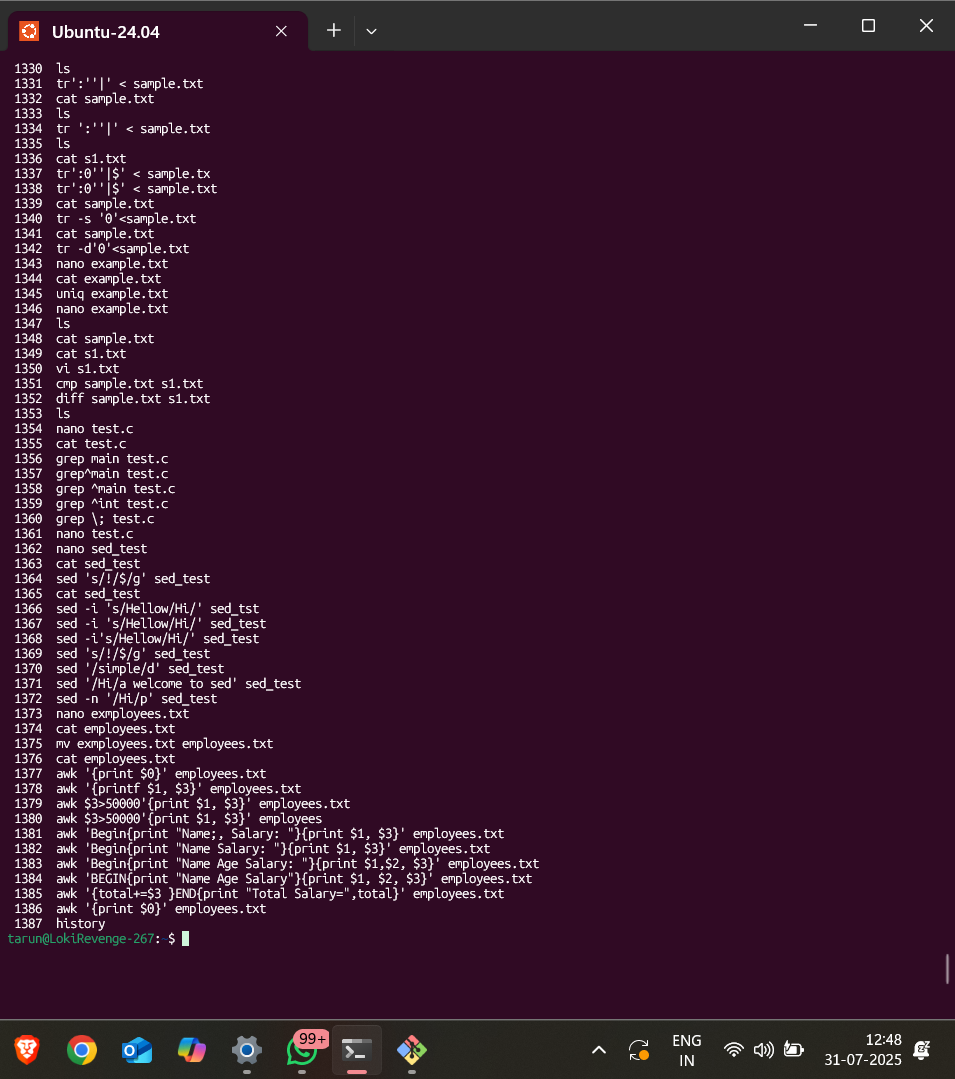 Ubuntu-24.04
1330 ls
1331 tr':''|' < sample.txt
1332 cat sample.txt
1333 ls
1334 tr ':''|' < sample.txt
1335 ls
1336 cat s1.txt
1337 tr':0''|$' < sample.tx
1338 tr':0''|$' < sample.txt
1339 cat sample.txt
1340 tr -s '0'<sample.txt
1341 cat sample.txt
1342 tr -d'0'<sample.txt
1343 nano example.txt
1344 cat example.txt
1345 uniq example.txt
1346 nano example.txt
1347 ls
1348 cat sample.txt
1349 cat s1.txt
1350 vi s1.txt
1351 cmp sample.txt s1.txt
1352 diff sample.txt s1.txt
1353 ls
1354 nano test.c
1355 cat test.c
1356 grep main test.c
1357 grep^main test.c
1358 grep ^main test.c
1359 grep ^int test.c
1360 grep \; test.c
1361 nano test.c
1362 nano sed_test
1363 cat sed_test
1364 sed 's/!/$/g' sed_test
1365 cat sed_test
1366 sed -i 's/Hellow/Hi/' sed_tst
1367 sed -i 's/Hellow/Hi/' sed_test
1368 sed -i's/Hellow/Hi/' sed_test
1369 sed 's/!/$/g' sed_test
1370 sed '/simple/d' sed_test
1371 sed '/Hi/a welcome to sed' sed_test
1372 sed -n '/Hi/p' sed_test
1373 nano exmployees.txt
1374 cat employees.txt
1375 mv exmployees.txt employees.txt
1376 cat employees.txt
1377 awk '{print $0}' employees.txt
1378 awk '{printf $1, $3}' employees.txt
1379 awk $3>50000'{print $1, $3}' employees.txt
1380 awk $3>50000'{print $1, $3}' employees
1381 awk 'Begin{print "Name;, Salary: "}{print $1, $3}' employees.txt
1382 awk 'Begin{print "Name Salary: "}{print $1, $3}' employees.txt
1383 awk 'Begin{print "Name Age Salary: "}{print $1,$2, $3}' employees.txt
1384 awk 'BEGIN{print "Name Age Salary"}{print $1, $2, $3}' employees.txt
1385 awk '{total+=$3 }END{print "Total Salary=",total}' employees.txt
1386 awk '{print $0}' employees.txt
1387 history
tarun@LokiRevenge-267:~$
99+
ENG
IN
12:48
31-07-2025